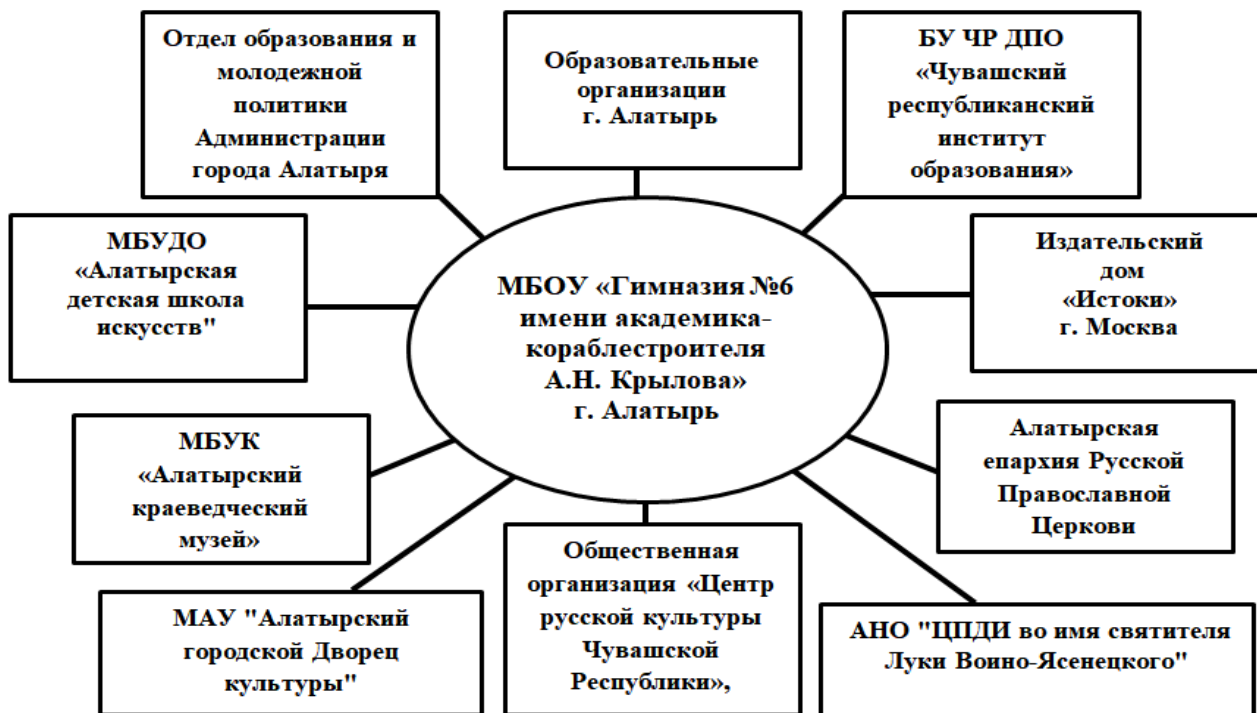 Отдел образования и
молодежной
политики
Администрации
города Алатыря
Образовательные
организации
г. Алатырь
БУ ЧР ДПО
«Чувашский
республиканский
институт
образования»
МБУДО
«Алатырская
детская школа
искусств"
МБОУ «Гимназия №6
имени академика-
кораблестроителя
А.Н. Крылова»
г. Алатырь
Издательский
дом
«Истоки»
г. Москва
МБУК
«Алатырский
краеведческий
музей»
Алатырская
епархия Русской
Православной
Церкови
МАУ "Алатырский
городской Дворец
культуры"
Общественная
организация «Центр
русской культуры
Чувашской
Республики»,
АНО "ЦПДИ во имя святителя
Луки Воино-Ясенецкого"